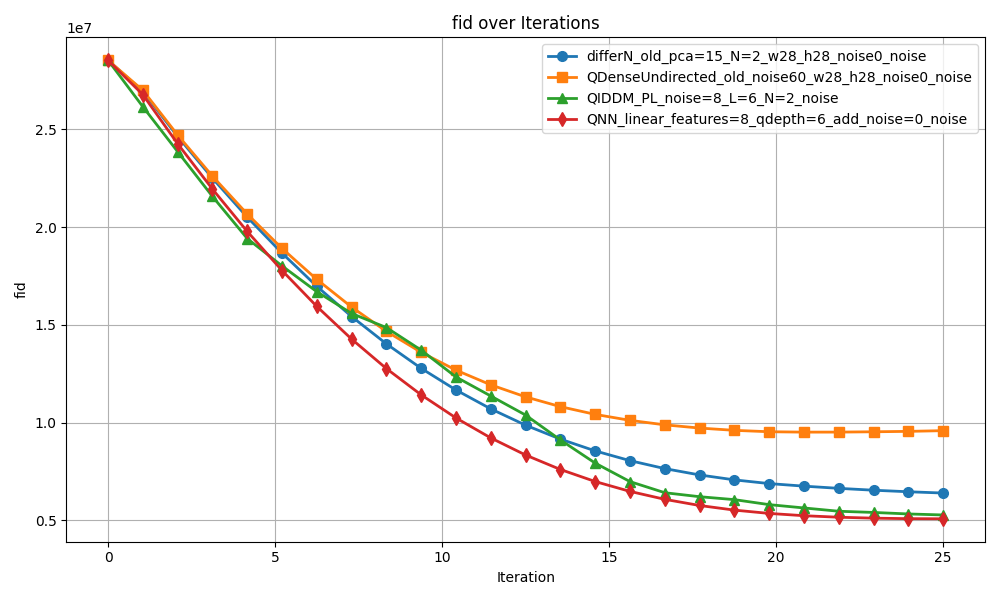 fid over Iterations
1e7
differN_old_pca=15_N=2_w28_h28_noise0_noise
QDenseUndirected_old_noise60_w28_h28_noise0_noise
QIDDM_PL_noise=8_L=6_N=2_noise
QNN_linear_features=8_qdepth=6_add_noise=0_noise
2.5
2.0
1.5
1.0
0.5
fid
0 5 10 15 20 25
Iteration